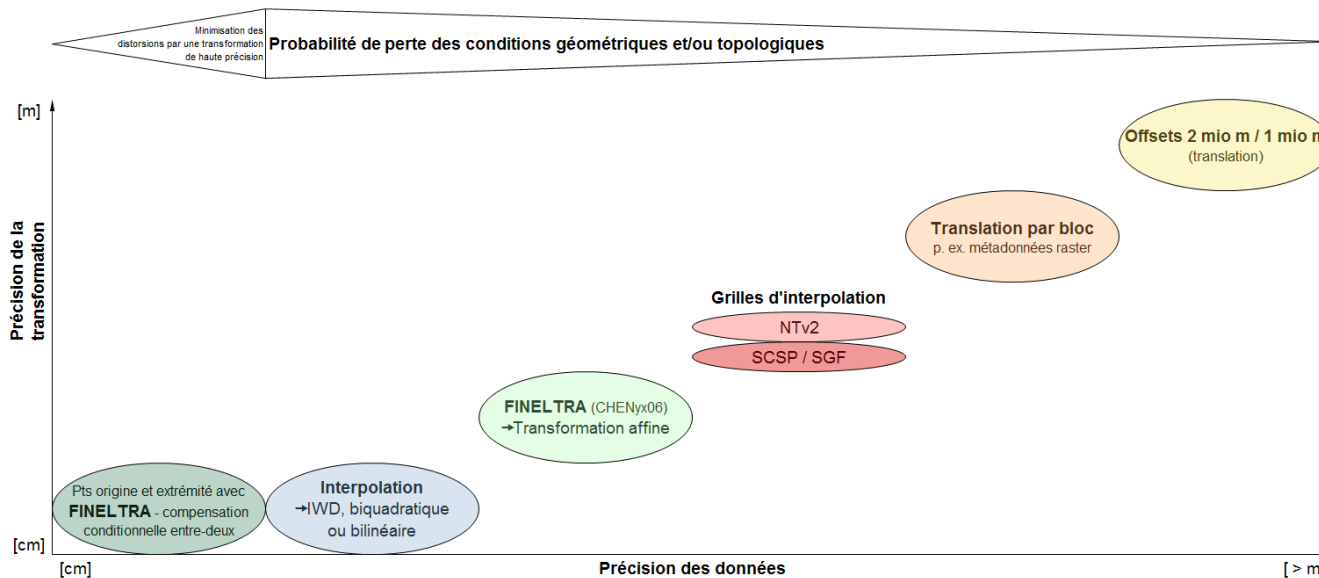 Minimisation des
distorsions par une transformation
de haute précision
Probabilité de perte des conditions géométriques et/ou topologiques
[m]
Offsets 2 mio m / 1 mio m
(translation)
Translation par bloc
p. ex. métadonnées raster
Précision de la
transformation
Grilles d'interpolation
NTv2
SCSP / SGF
FINELTRA (CHENyx06)
→Transformation affine
Pts origine et extrémité avec
FINELTRA - compensation
conditionnelle entre-deux
Interpolation
→IWD, biquadratique
ou bilinéaire
[cm]
[cm]
Précision des données
[ > m